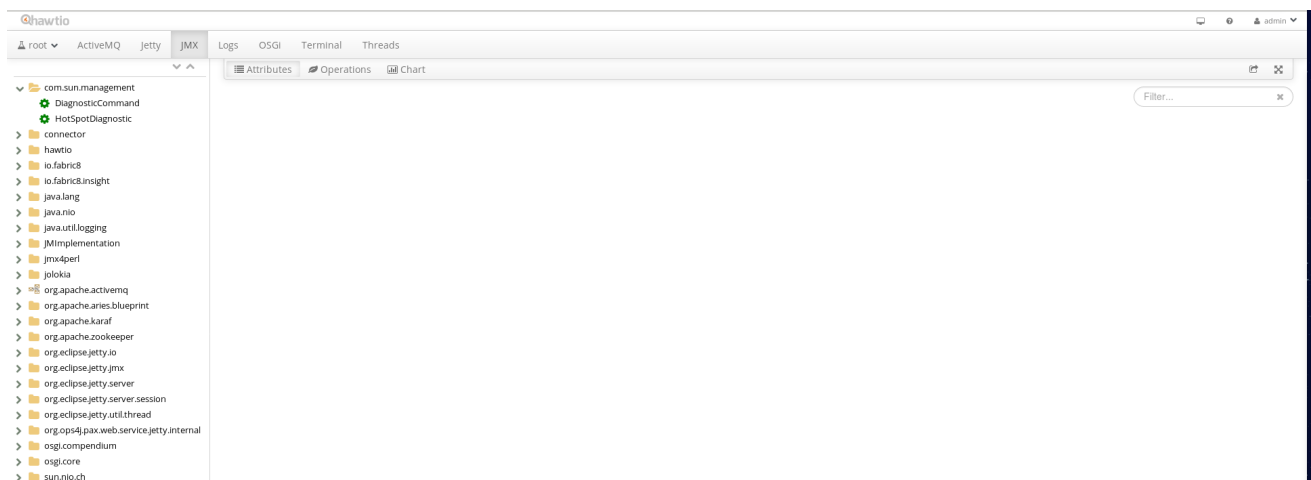 hawtio
admin
root ActiveMQ Jetty JMX Logs OSGi Terminal Threads
Attributes Operations Chart
Filter...
com.sun.management
DiagnosticCommand
HotSpotDiagnostic
connector
hawtio
io.fabric8
io.fabric8.insight
java.lang
java.nio
java.util.logging
JMImplementation
jmx4perl
jolokia
org.apache.activemq
org.apache.aries.blueprint
org.apache.karaf
org.apache.zookeeper
org.eclipse.jetty.io
org.eclipse.jetty.jmx
org.eclipse.jetty.server
org.eclipse.jetty.server.session
org.eclipse.jetty.util.thread
org.ops4j.pax.web.service.jetty.internal
osgi.compendium
osgi.core
sun.nio.ch